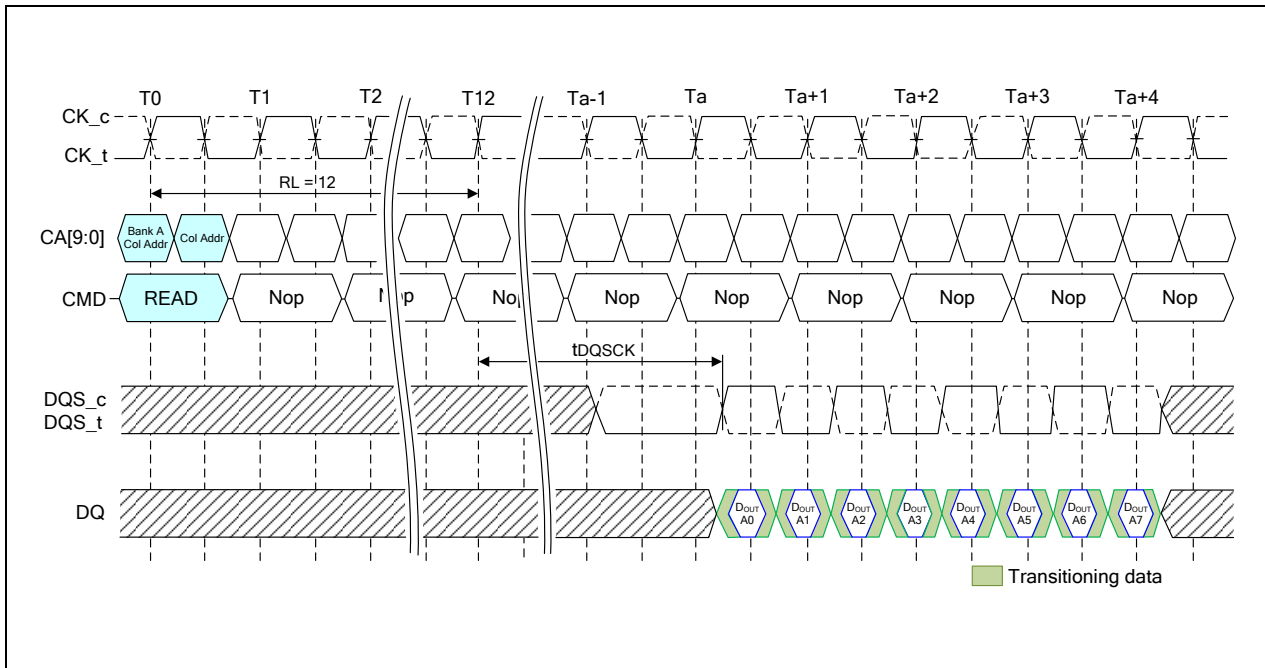 T0 T1 T2 T12 Ta-1 Ta Ta+1 Ta+2 Ta+3 Ta+4
CK_c
CK_t
RL = 12
CA[9:0]
Bank A
Col Addr
Col Addr
CMD
READ Nop Nop Nop Nop Nop Nop Nop Nop Nop
tDQSCK
DQS_c
DQS_t
DQ
DOUT A0
DOUT A1
DOUT A2
DOUT A3
DOUT A4
DOUT A5
DOUT A6
DOUT A7
Transitioning data